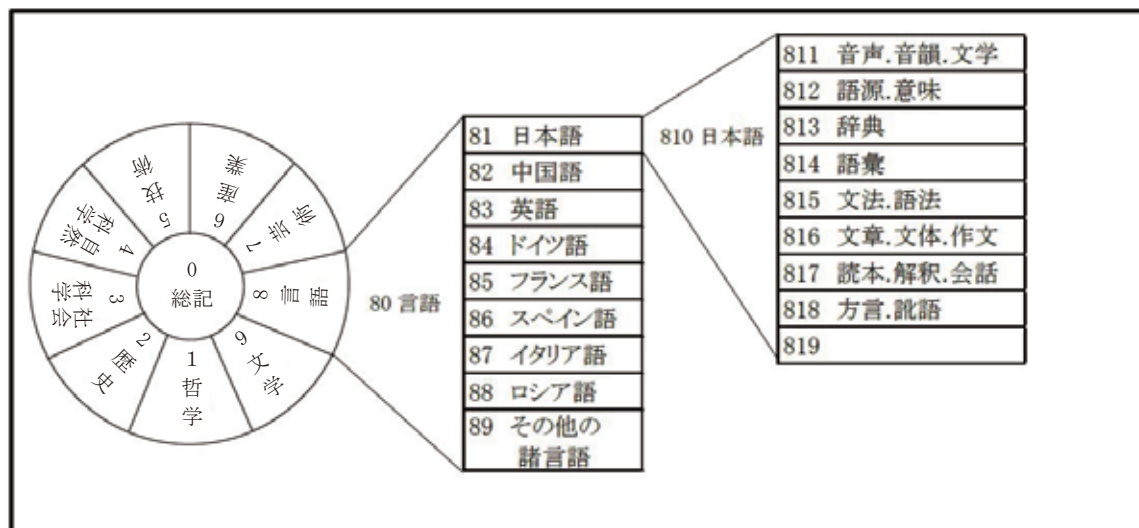 0
総記
1
哲
学
2
歴
史
3
社会
科学
4
自然
科学
5
技
術
6
産
業
7
芸
術
8
言
語
9
文
学
80 言語
81 日本語
82 中国語
83 英語
84 ドイツ語
85 フランス語
86 スペイン語
87 イタリア語
88 ロシア語
89 その他の
諸言語
810 日本語
811 音声.音韻.文学
812 語源.意味
813 辞典
814 語彙
815 文法.語法
816 文章.文体.作文
817 読本.解釈.会話
818 方言.訛語
819